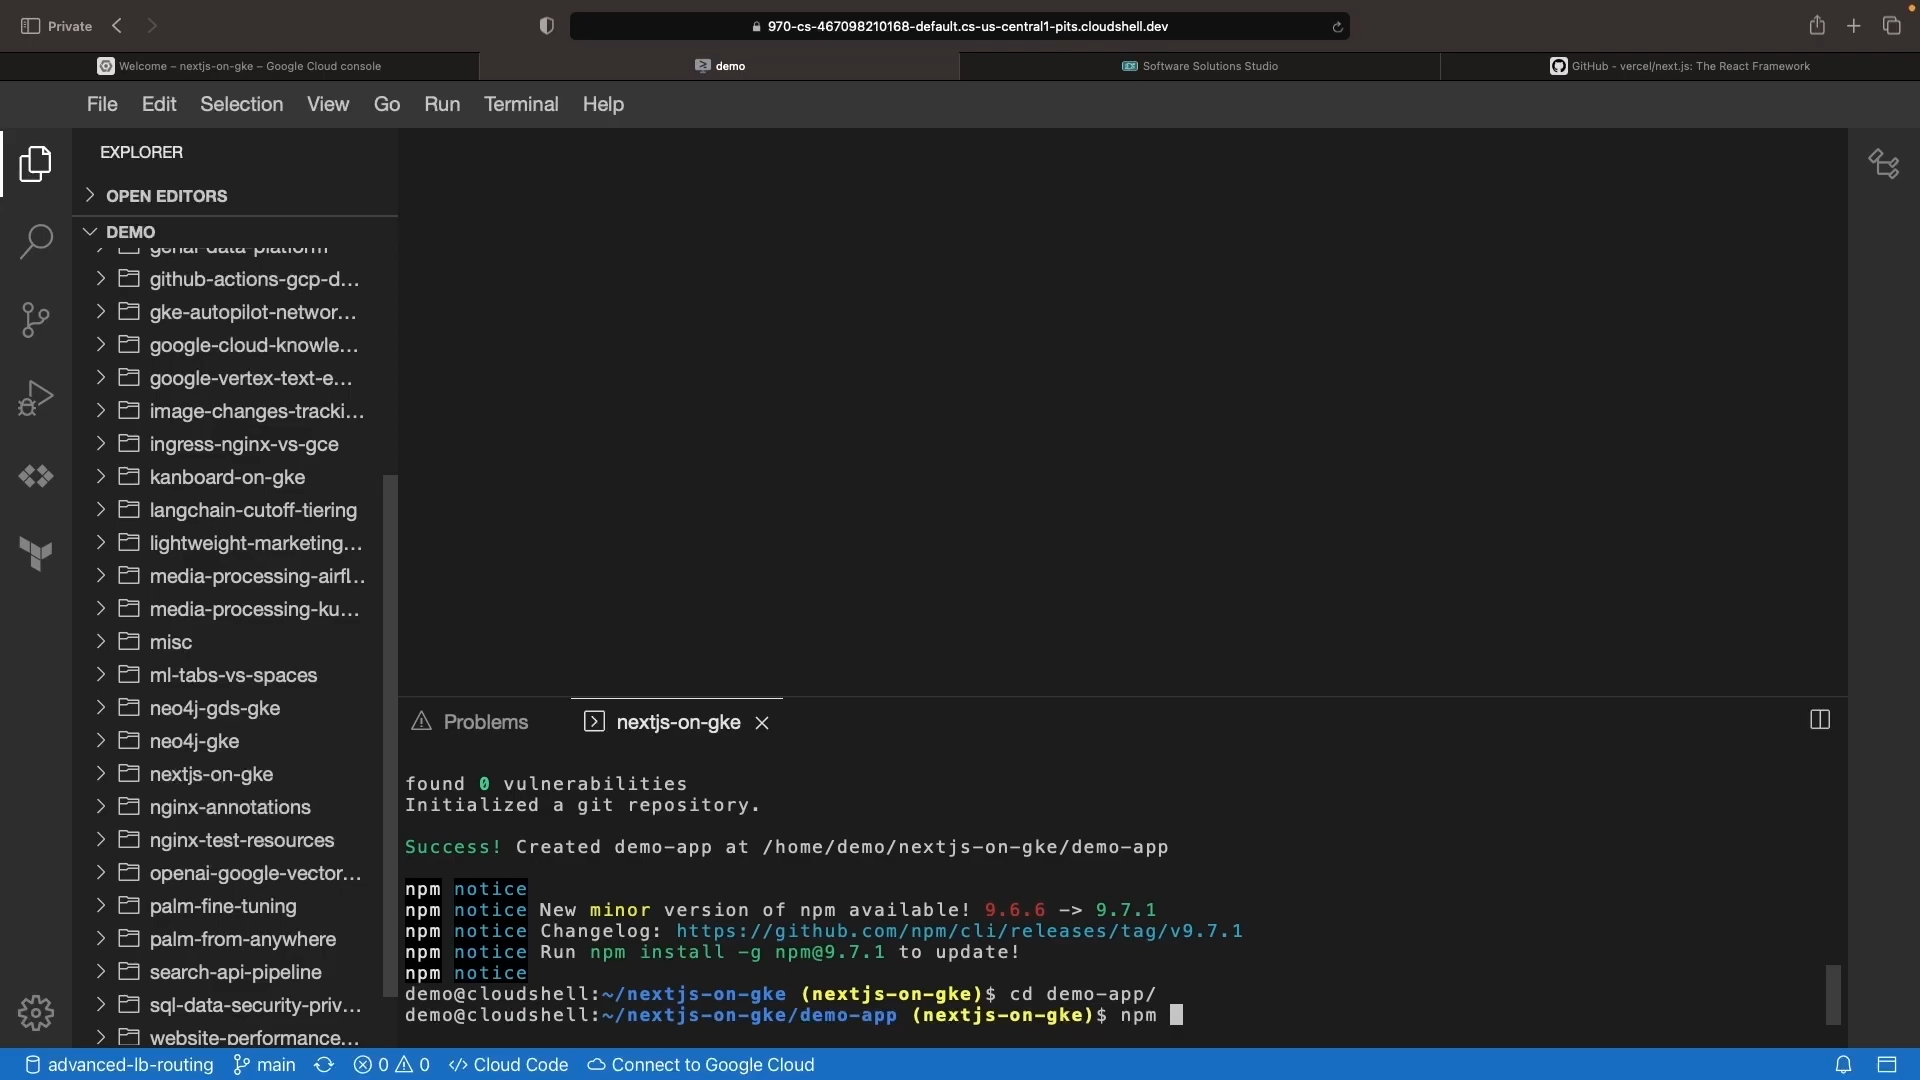 Private
970-cs-467098210168-default.cs-us-central1-pits.cloudshell.dev
Welcome – nextjs-on-gke – Google Cloud console
demo
Software Solutions Studio
GitHub - vercel/next.js: The React Framework
File Edit Selection View Go Run Terminal Help
EXPLORER
OPEN EDITORS
DEMO
genai-data-platform
github-actions-gcp-d...
gke-autopilot-networ...
google-cloud-knowle...
google-vertex-text-e...
image-changes-tracki...
ingress-nginx-vs-gce
kanboard-on-gke
langchain-cutoff-tiering
lightweight-marketing...
media-processing-airfl...
media-processing-ku...
misc
ml-tabs-vs-spaces
neo4j-gds-gke
neo4j-gke
nextjs-on-gke
nginx-annotations
nginx-test-resources
openai-google-vector...
palm-fine-tuning
palm-from-anywhere
search-api-pipeline
sql-data-security-priv...
website-performance...
Problems
nextjs-on-gke
found 0 vulnerabilities
Initialized a git repository.
Success! Created demo-app at /home/demo/nextjs-on-gke/demo-app
npm notice
npm notice New minor version of npm available! 9.6.6 -> 9.7.1
npm notice Changelog: https://github.com/npm/cli/releases/tag/v9.7.1
npm notice Run npm install -g npm@9.7.1 to update!
npm notice
demo@cloudshell:~/nextjs-on-gke (nextjs-on-gke)$ cd demo-app/
demo@cloudshell:~/nextjs-on-gke/demo-app (nextjs-on-gke)$ npm
advanced-lb-routing main 0 0 Cloud Code Connect to Google Cloud